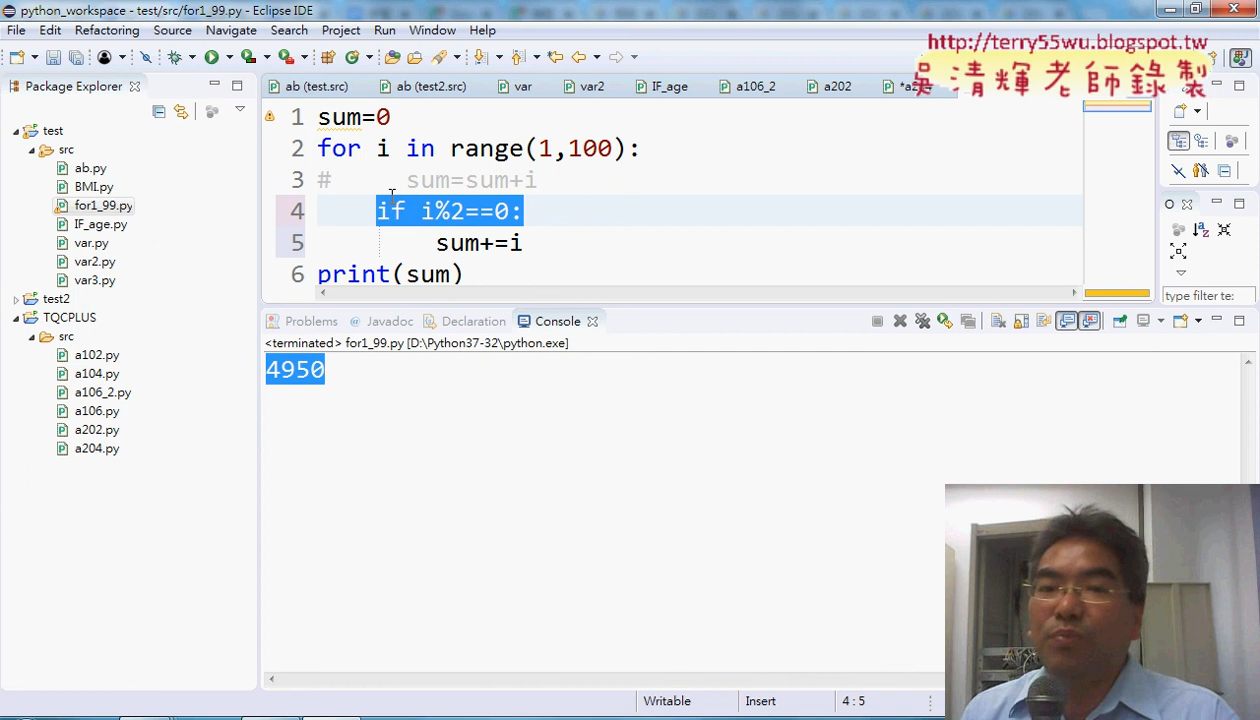 python_workspace - test/src/for1_99.py - Eclipse IDE
File Edit Refactoring Source Navigate Search Project Run Window Help
http://terry55wu.blogspot.tw
吳清輝老師錄製
Package Explorer
ab (test.src) ab (test2.src) var var2 IF_age a106_2 a202
test
src
ab.py
BMI.py
for1_99.py
IF_age.py
var.py
var2.py
var3.py
test2
TQCPLUS
src
a102.py
a104.py
a106_2.py
a106.py
a202.py
a204.py
1 sum=0
2 for i in range(1,100):
3 # sum=sum+i
4 if i%2==0:
5 sum+=i
6 print(sum)
type filter te:
Problems @ Javadoc Declaration Console
<terminated> for1_99.py [D:\Python37-32\python.exe]
4950
Writable Insert 4 : 5